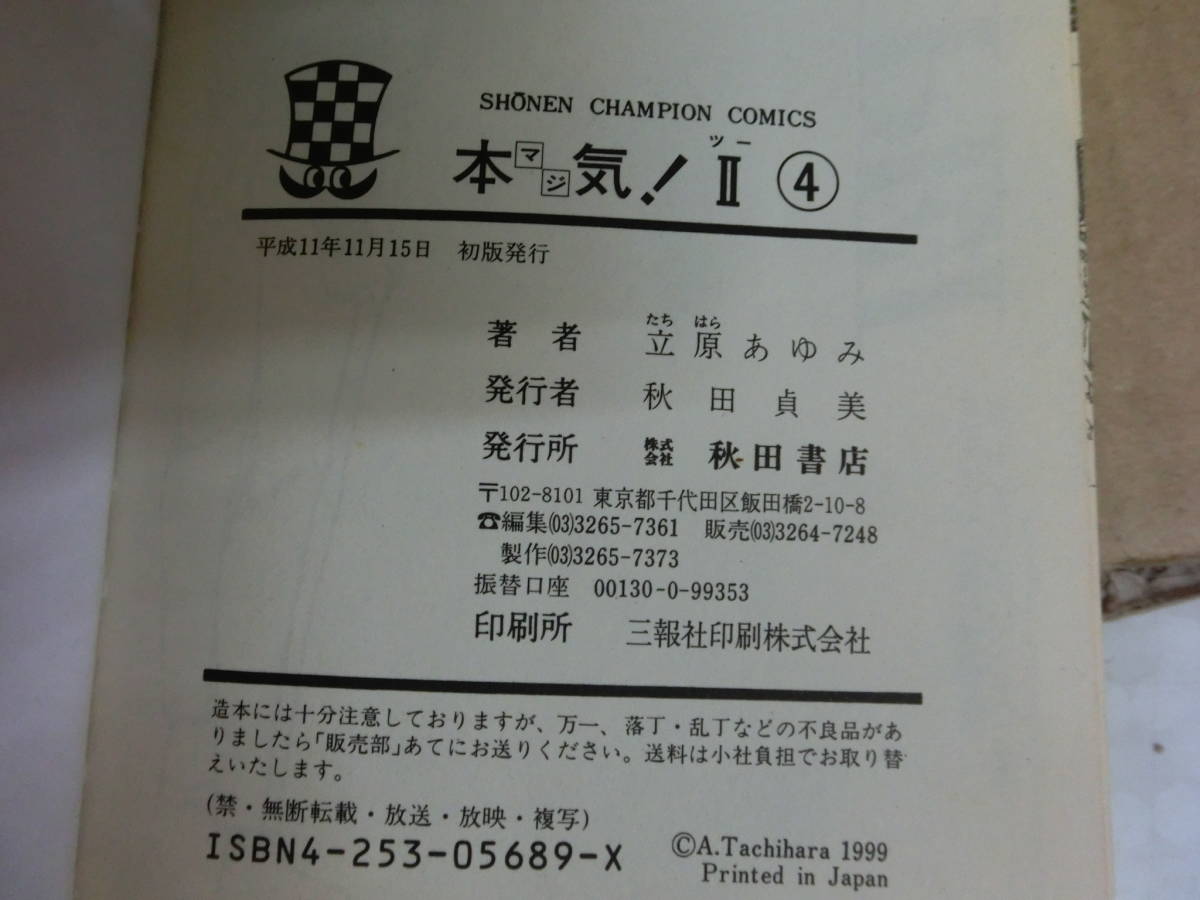 SHŌNEN CHAMPION COMICS
本気！II ④
マジ ツー
平成11年11月15日 初版発行
たち はら
著者 立原あゆみ
発行者 秋田貞美
発行所 株式会社 秋田書店
〒102-8101 東京都千代田区飯田橋2-10-8
☎編集(03)3265-7361 販売(03)3264-7248
製作(03)3265-7373
振替口座 00130-0-99353
印刷所 三報社印刷株式会社
造本には十分注意しておりますが、万一、落丁・乱丁などの不良品があ
りましたら「販売部」あてにお送りください。送料は小社負担でお取り替
えいたします。
(禁・無断転載・放送・放映・複写)
ISBN4-253-05689-X
©A.Tachihara 1999
Printed in Japan